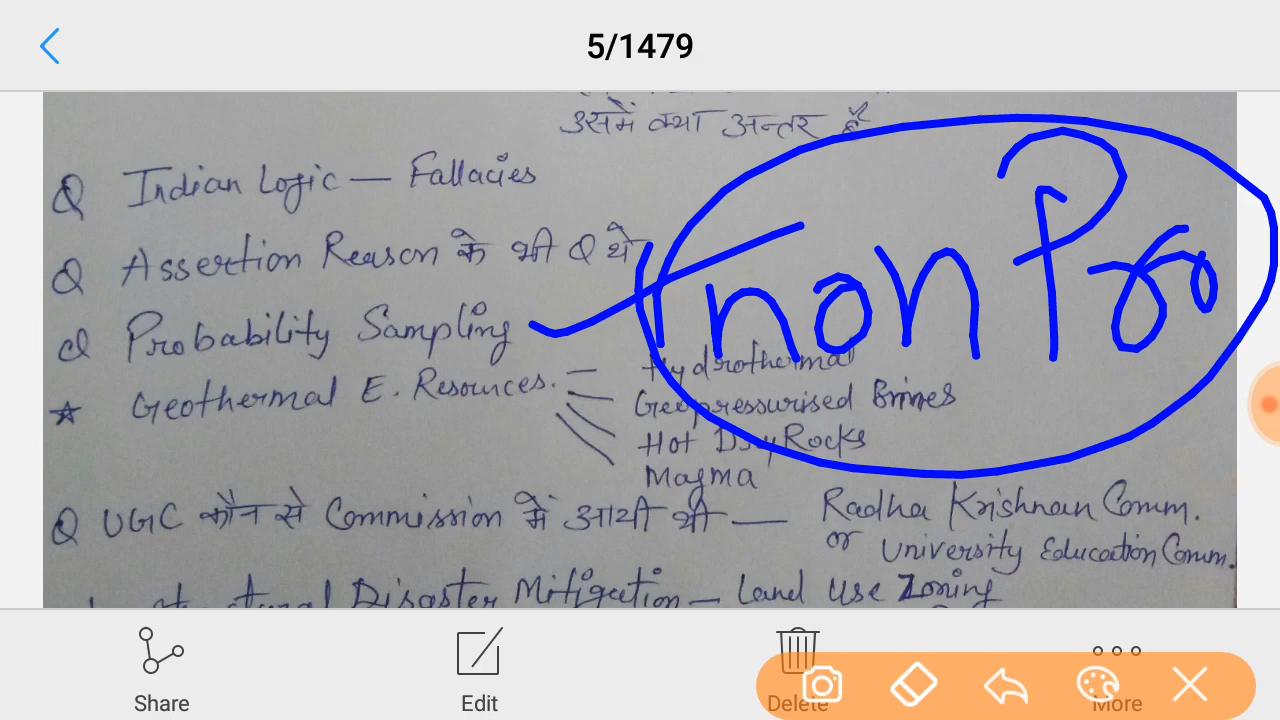 5/1479
उसमें क्या अन्तर है
Q Indian Logic — Fallacies
Q Assertion Reason के भी Q थे
Q Probability Sampling
non Pro
☆ Geothermal E. Resources. — Hydrothermal
Geopressurised Brines
Hot Dry Rocks
Magma
Q UGC कौन से Commission में आयी थी — Radha Krishnan Comm.
or University Education Comm.
Disaster Mitigation — Land Use Zoning
Share Edit Delete More